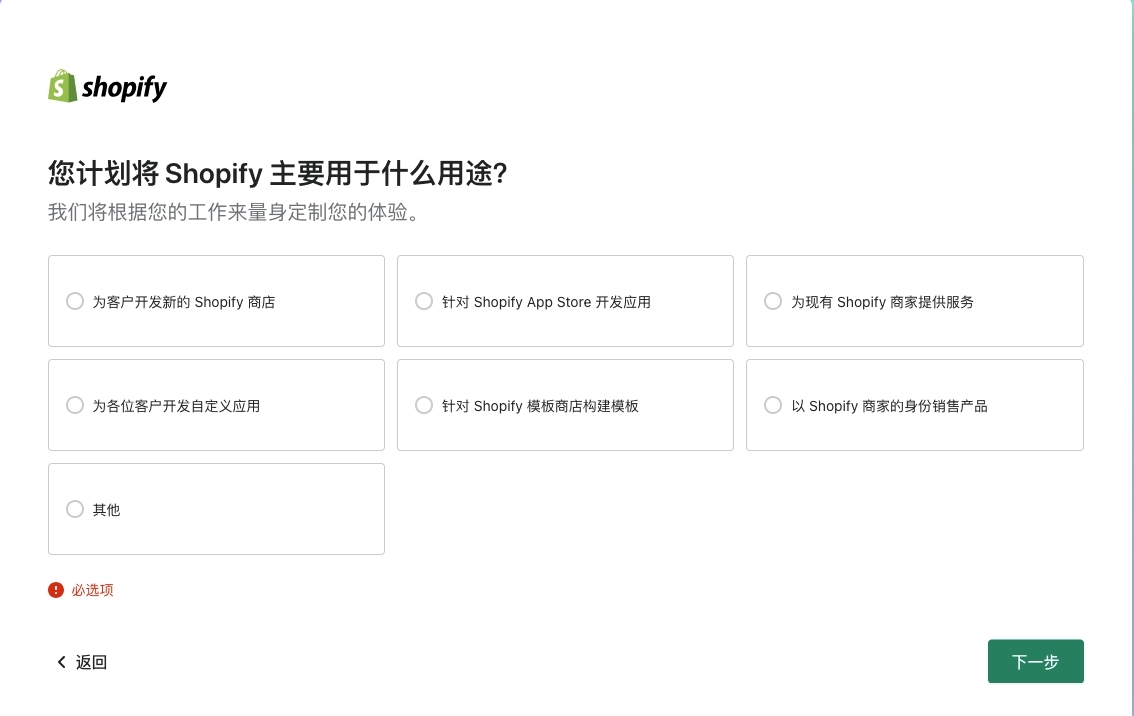 shopify
您计划将 Shopify 主要用于什么用途?
我们将根据您的工作来量身定制您的体验。
为客户开发新的 Shopify 商店
针对 Shopify App Store 开发应用
为现有 Shopify 商家提供服务
为各位客户开发自定义应用
针对 Shopify 模板商店构建模板
以 Shopify 商家的身份销售产品
其他
必选项
返回
下一步